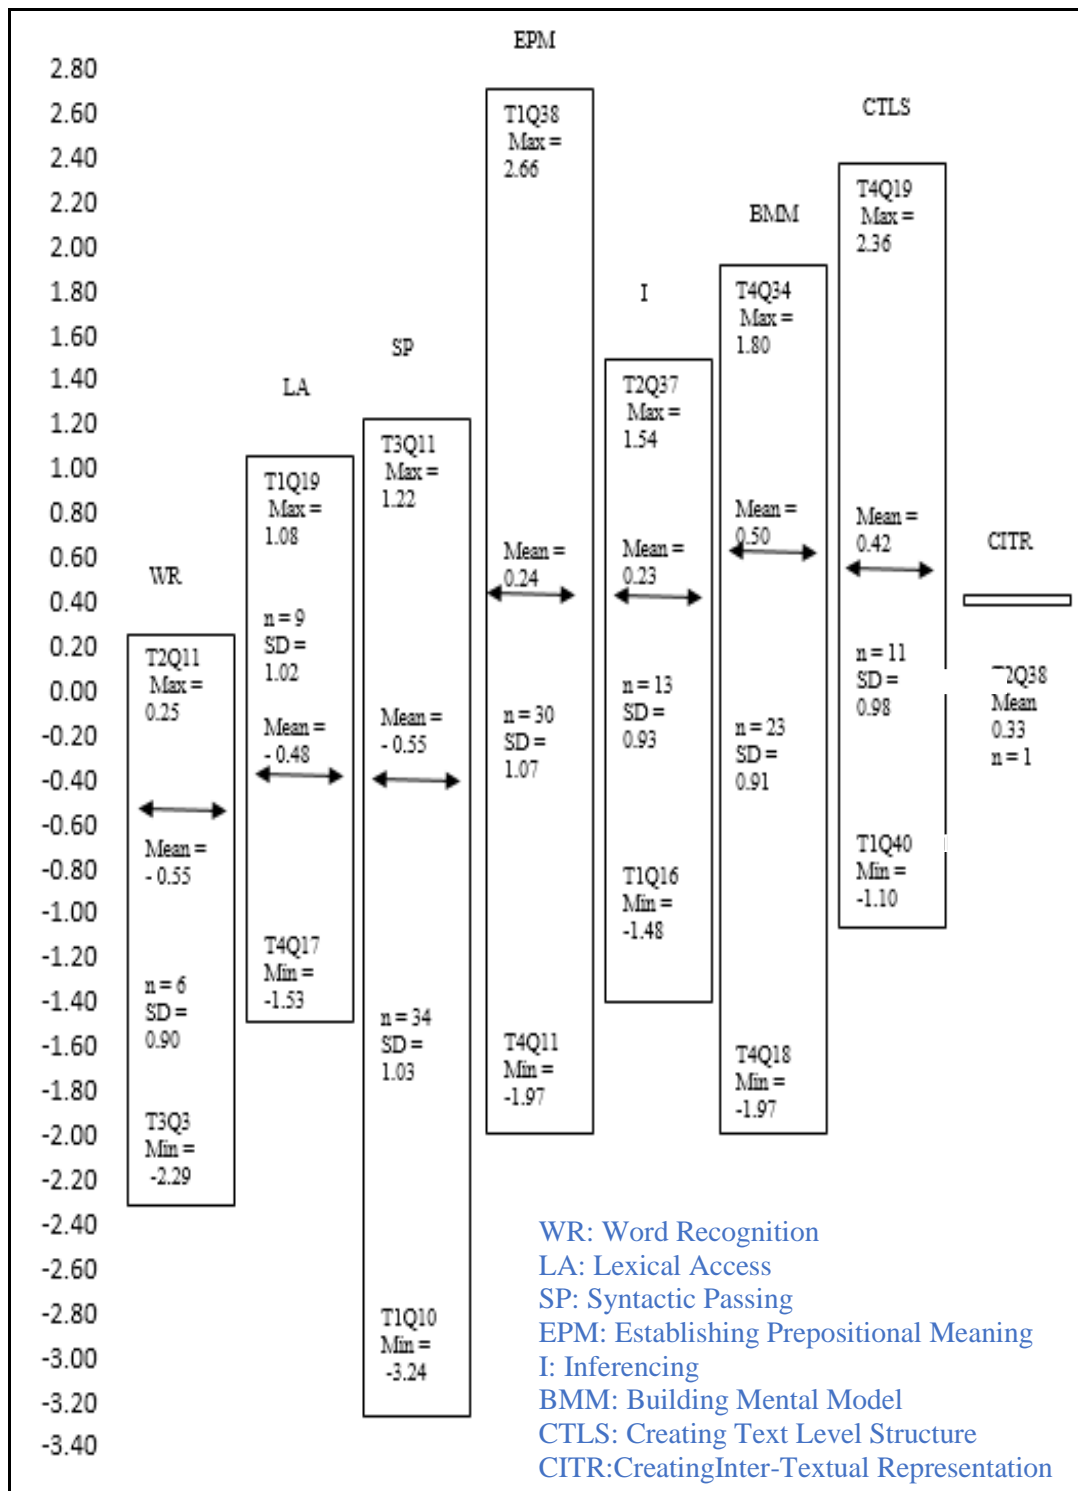 2.80
2.60
2.40
2.20
2.00
1.80
1.60
1.40
1.20
1.00
0.80
0.60
0.40
0.20
0.00
-0.20
-0.40
-0.60
-0.80
-1.00
-1.20
-1.40
-1.60
-1.80
-2.00
-2.20
-2.40
-2.60
-2.80
-3.00
-3.20
-3.40
WR
T2Q11
Max =
0.25
Mean =
- 0.55
n = 6
SD =
0.90
T3Q3
Min =
-2.29
LA
T1Q19
Max =
1.08
n = 9
SD =
1.02
Mean =
- 0.48
T4Q17
Min =
-1.53
SP
T3Q11
Max =
1.22
Mean =
- 0.55
n = 34
SD =
1.03
T1Q10
Min =
-3.24
EPM
T1Q38
Max =
2.66
Mean =
0.24
n = 30
SD =
1.07
T4Q11
Min =
-1.97
I
T2Q37
Max =
1.54
Mean =
0.23
n = 13
SD =
0.93
T1Q16
Min =
-1.48
BMM
T4Q34
Max =
1.80
Mean =
0.50
n = 23
SD =
0.91
T4Q18
Min =
-1.97
CTLS
T4Q19
Max =
2.36
Mean =
0.42
n = 11
SD =
0.98
T1Q40
Min =
-1.10
CITR
T2Q38
Mean
0.33
n = 1
WR: Word Recognition
LA: Lexical Access
SP: Syntactic Passing
EPM: Establishing Prepositional Meaning
I: Inferencing
BMM: Building Mental Model
CTLS: Creating Text Level Structure
CITR:CreatingInter-Textual Representation